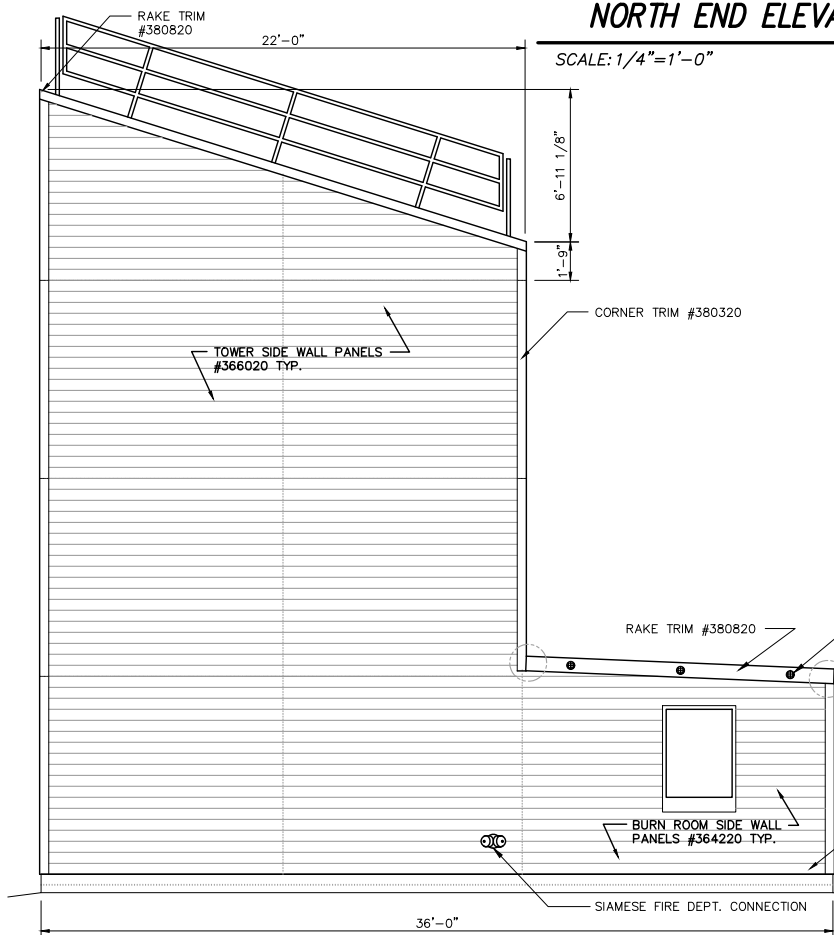 NORTH END ELEVA
SCALE: 1/4"=1'-0"
RAKE TRIM
#380820
22'-0"
6'-11 1/8"
1'-9"
CORNER TRIM #380320
TOWER SIDE WALL PANELS
#366020 TYP.
RAKE TRIM #380820
BURN ROOM SIDE WALL
PANELS #364220 TYP.
SIAMESE FIRE DEPT. CONNECTION
36'-0"